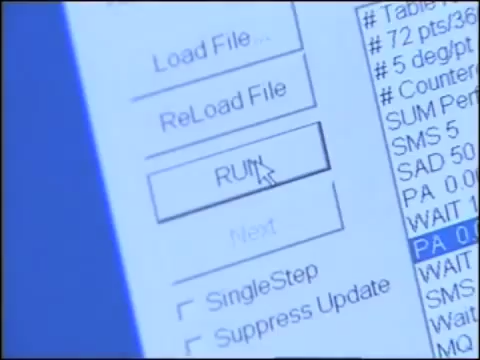 Load File...
ReLoad File
RUN
Next
SingleStep
Suppress Update
# Table
# 72 pts/36
# 5 deg/pt
# Counter
SUM Per
SMS 5
SAD 50
PA 0.0
WAIT 1
PA 0.0
WAIT
SMS
Wait
MQ